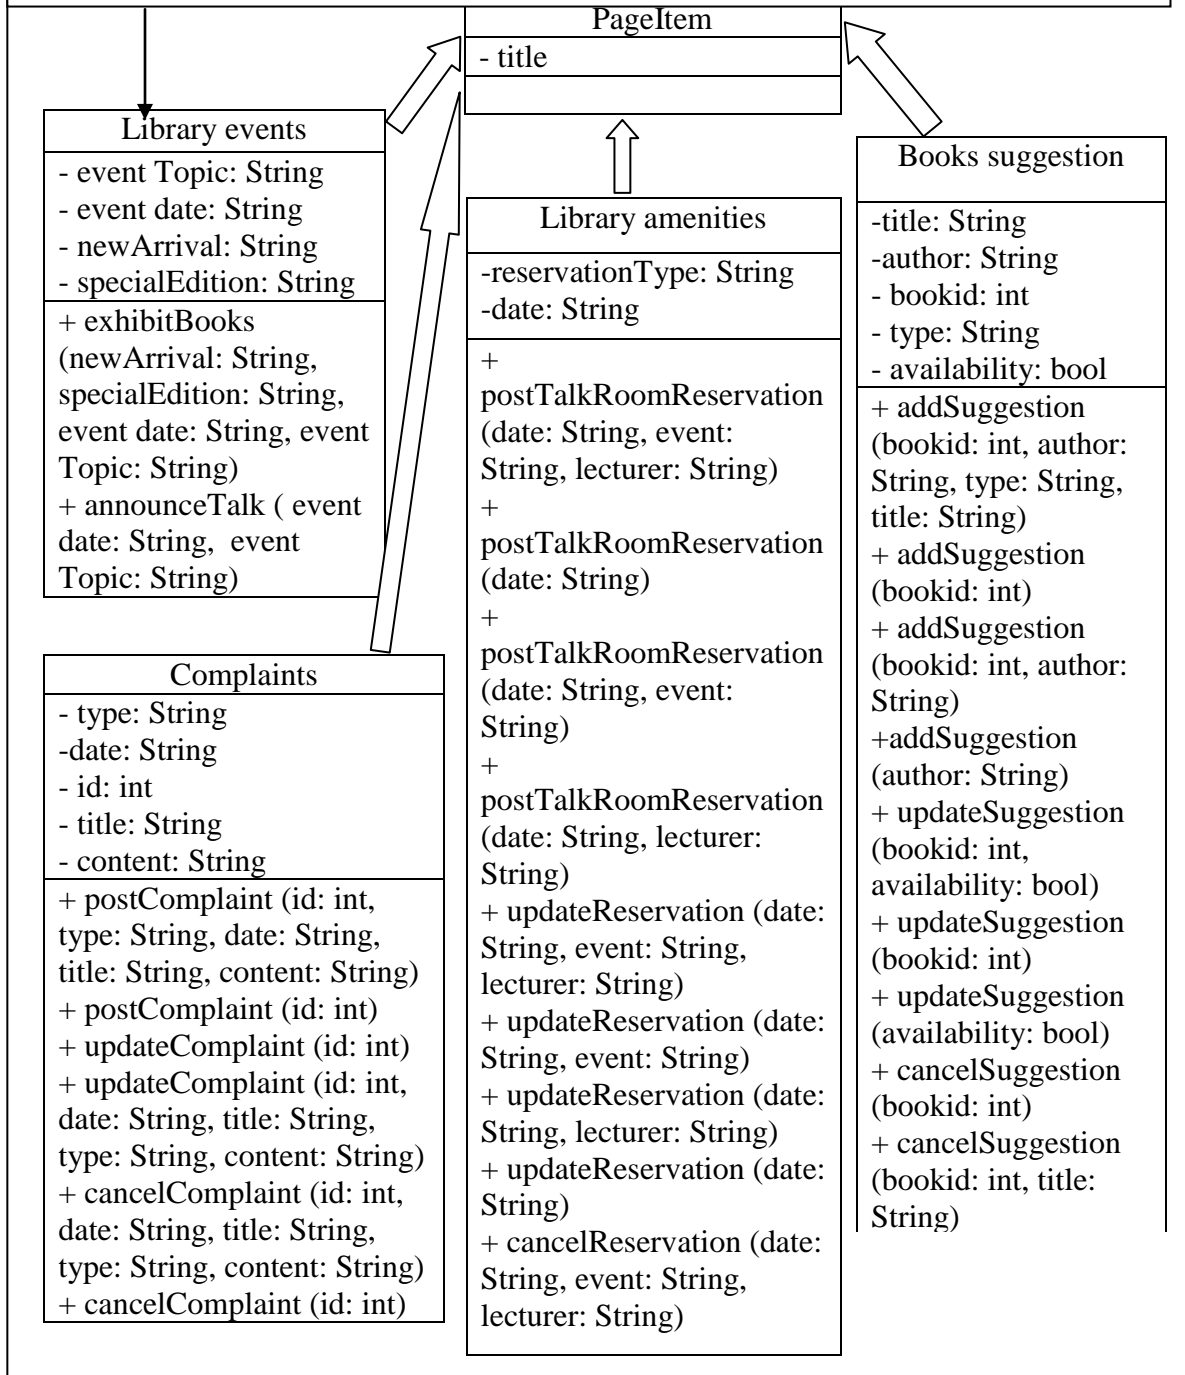 PageItem
- title
Library events
- event Topic: String
- event date: String
- newArrival: String
- specialEdition: String
+ exhibitBooks
(newArrival: String,
specialEdition: String,
event date: String, event
Topic: String)
+ announceTalk ( event
date: String,  event
Topic: String)
Complaints
- type: String
-date: String
- id: int
- title: String
- content: String
+ postComplaint (id: int,
type: String, date: String,
title: String, content: String)
+ postComplaint (id: int)
+ updateComplaint (id: int)
+ updateComplaint (id: int,
date: String, title: String,
type: String, content: String)
+ cancelComplaint (id: int,
date: String, title: String,
type: String, content: String)
+ cancelComplaint (id: int)
Library amenities
-reservationType: String
-date: String
+
postTalkRoomReservation
(date: String, event:
String, lecturer: String)
+
postTalkRoomReservation
(date: String)
+
postTalkRoomReservation
(date: String, event:
String)
+
postTalkRoomReservation
(date: String, lecturer:
String)
+ updateReservation (date:
String, event: String,
lecturer: String)
+ updateReservation (date:
String, event: String)
+ updateReservation (date:
String, lecturer: String)
+ updateReservation (date:
String)
+ cancelReservation (date:
String, event: String,
lecturer: String)
Books suggestion
-title: String
-author: String
- bookid: int
- type: String
- availability: bool
+ addSuggestion
(bookid: int, author:
String, type: String,
title: String)
+ addSuggestion
(bookid: int)
+ addSuggestion
(bookid: int, author:
String)
+addSuggestion
(author: String)
+ updateSuggestion
(bookid: int,
availability: bool)
+ updateSuggestion
(bookid: int)
+ updateSuggestion
(availability: bool)
+ cancelSuggestion
(bookid: int)
+ cancelSuggestion
(bookid: int, title:
String)